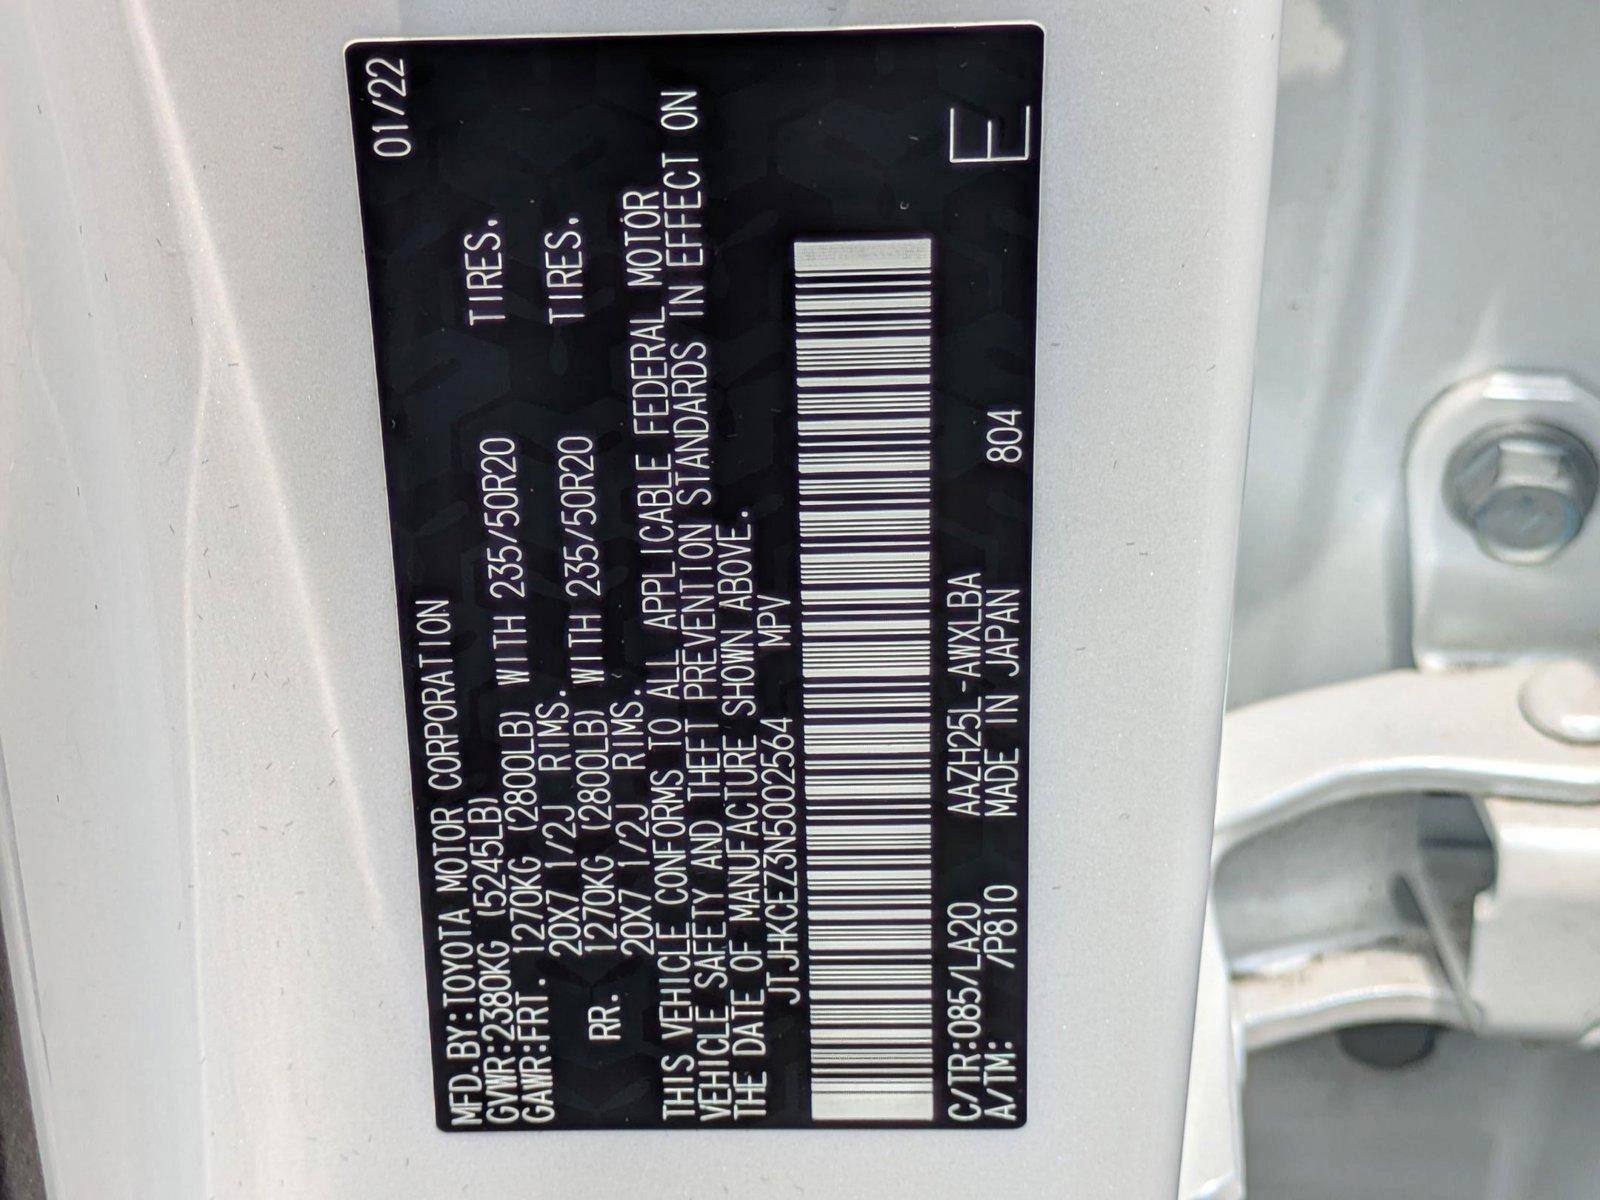 01/22
MFD.BY:TOYOTA MOTOR CORPORATION
GVWR:2380KG (5245LB)
GAWR:FRT. 1270KG (2800LB) WITH 235/50R20 TIRES.
20X7 1/2J RIMS.
RR. 1270KG (2800LB) WITH 235/50R20 TIRES.
20X7 1/2J RIMS.
THIS VEHICLE CONFORMS TO ALL APPLICABLE FEDERAL MOTOR
VEHICLE SAFETY AND THEFT PREVENTION STANDARDS IN EFFECT ON
THE DATE OF MANUFACTURE SHOWN ABOVE.
JTJHKCEZ3N5002564 MPV
C/TR:085/LA20 AAZH25L-AWXLBA
A/TM: /P810 MADE IN JAPAN 804
E